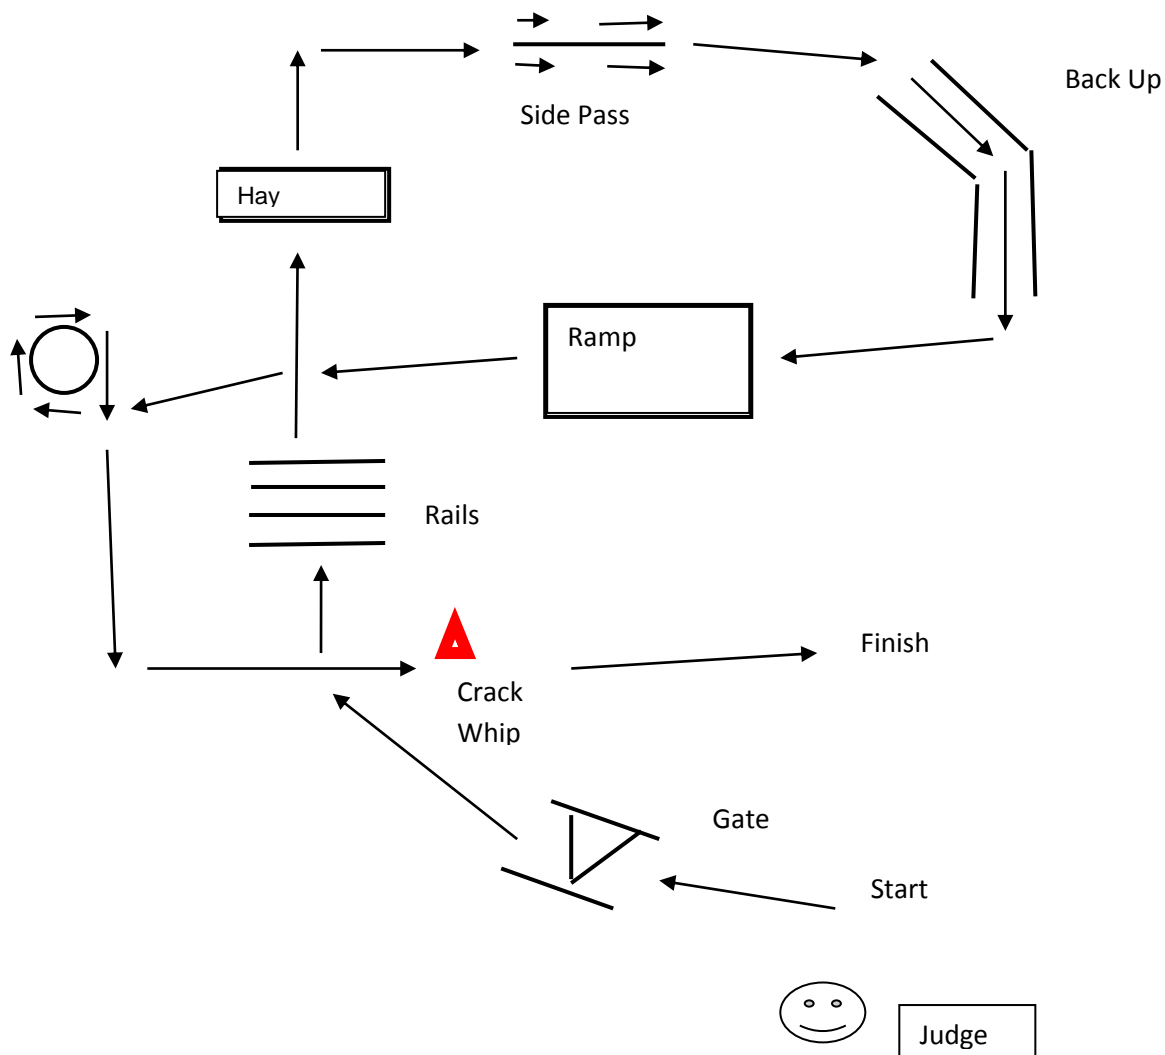 Back Up
Side Pass
Hay
Ramp
Rails
Finish
Crack
Whip
Gate
Start
Judge